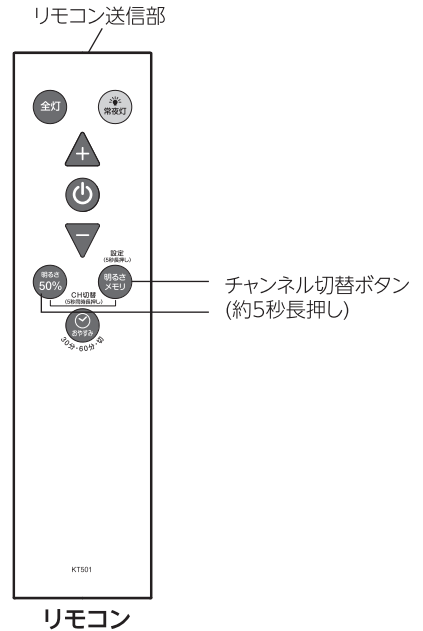 リモコン送信部
全灯
常夜灯
+
−
設定
(5秒長押し)
明るさ
50%
明るさ
メモリ
CH切替
(5秒間同時長押し)
チャンネル切替ボタン
(約5秒長押し)
おやすみ
30分・60分・切
KT501
リモコン